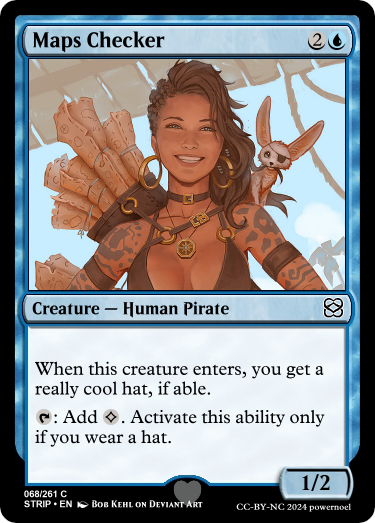 Maps Checker 2
Creature — Human Pirate
When this creature enters, you get a
really cool hat, if able.
: Add . Activate this ability only
if you wear a hat.
1/2
068/261 C
STRIP • EN Bob Kehl on Deviant Art
CC-BY-NC 2024 powernoel